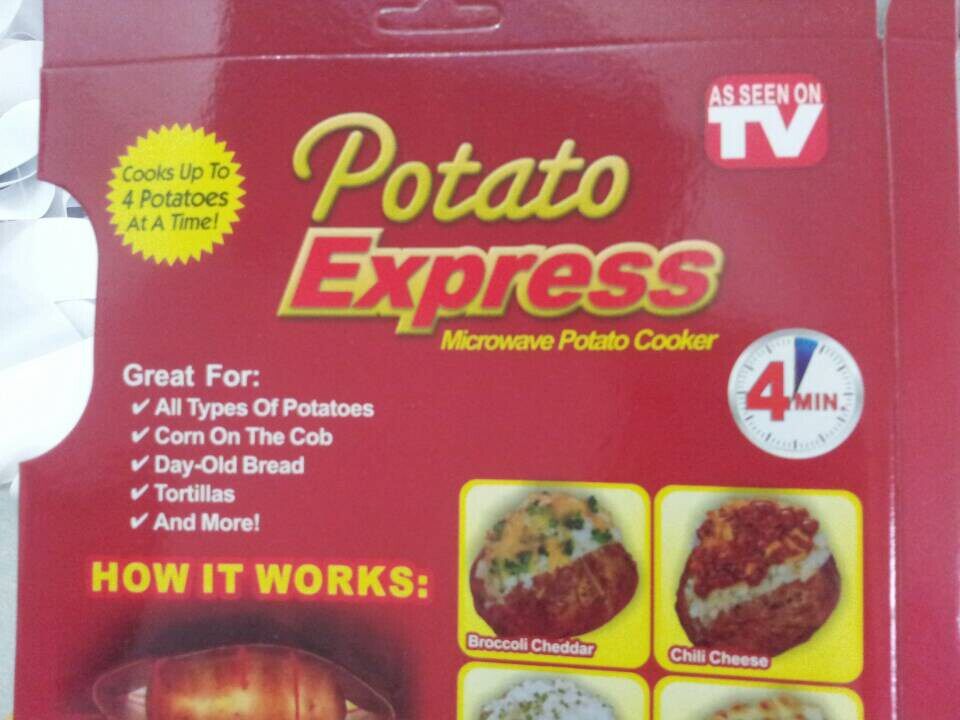 AS SEEN ON
TV
Cooks Up To
4 Potatoes
At A Time!
Potato
Express
Microwave Potato Cooker
4 MIN.
Great For:
✔ All Types Of Potatoes
✔ Corn On The Cob
✔ Day-Old Bread
✔ Tortillas
✔ And More!
HOW IT WORKS:
Broccoli Cheddar
Chili Cheese